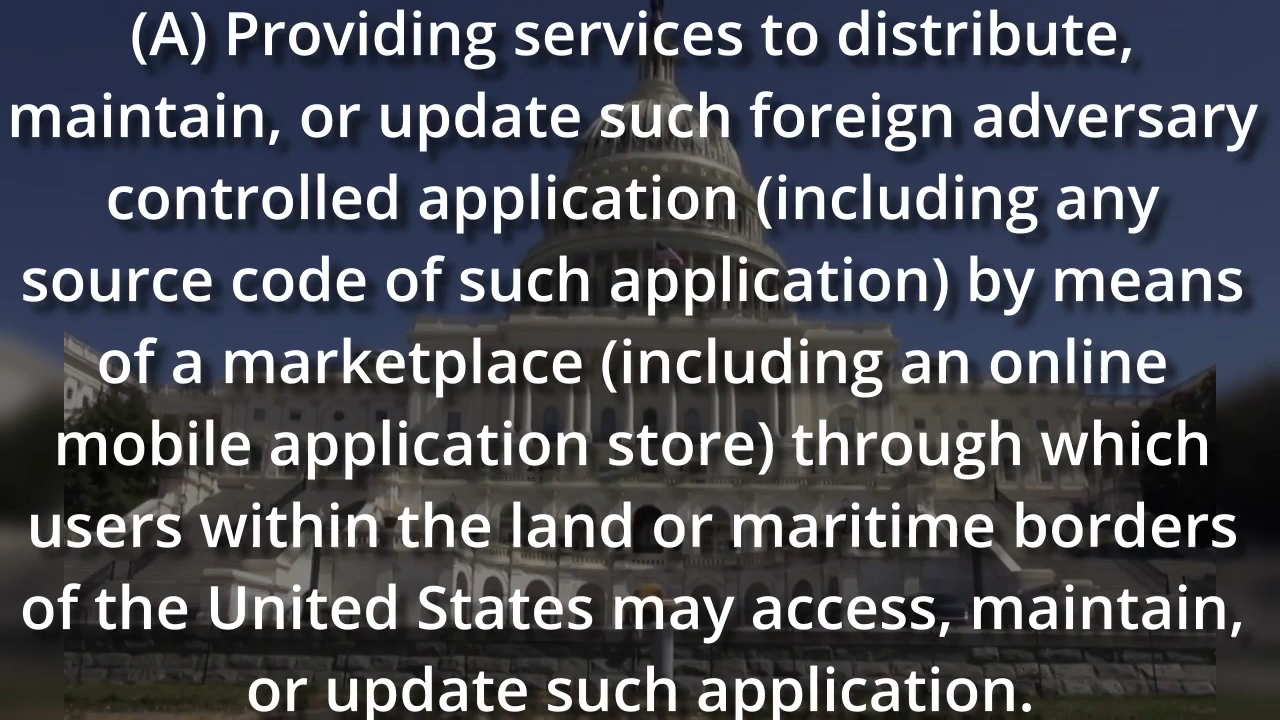 (A) Providing services to distribute,
maintain, or update such foreign adversary
controlled application (including any
source code of such application) by means
of a marketplace (including an online
mobile application store) through which
users within the land or maritime borders
of the United States may access, maintain,
or update such application.